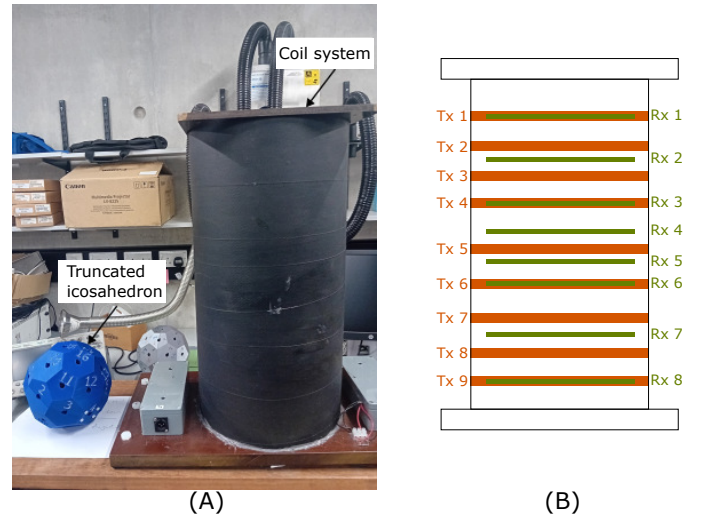 Coil system
Canon
Truncated
icosahedron
12
3
(A)
Tx 1
Rx 1
Tx 2
Rx 2
Tx 3
Tx 4
Rx 3
Rx 4
Tx 5
Rx 5
Tx 6
Rx 6
Tx 7
Rx 7
Tx 8
Tx 9
Rx 8
(B)